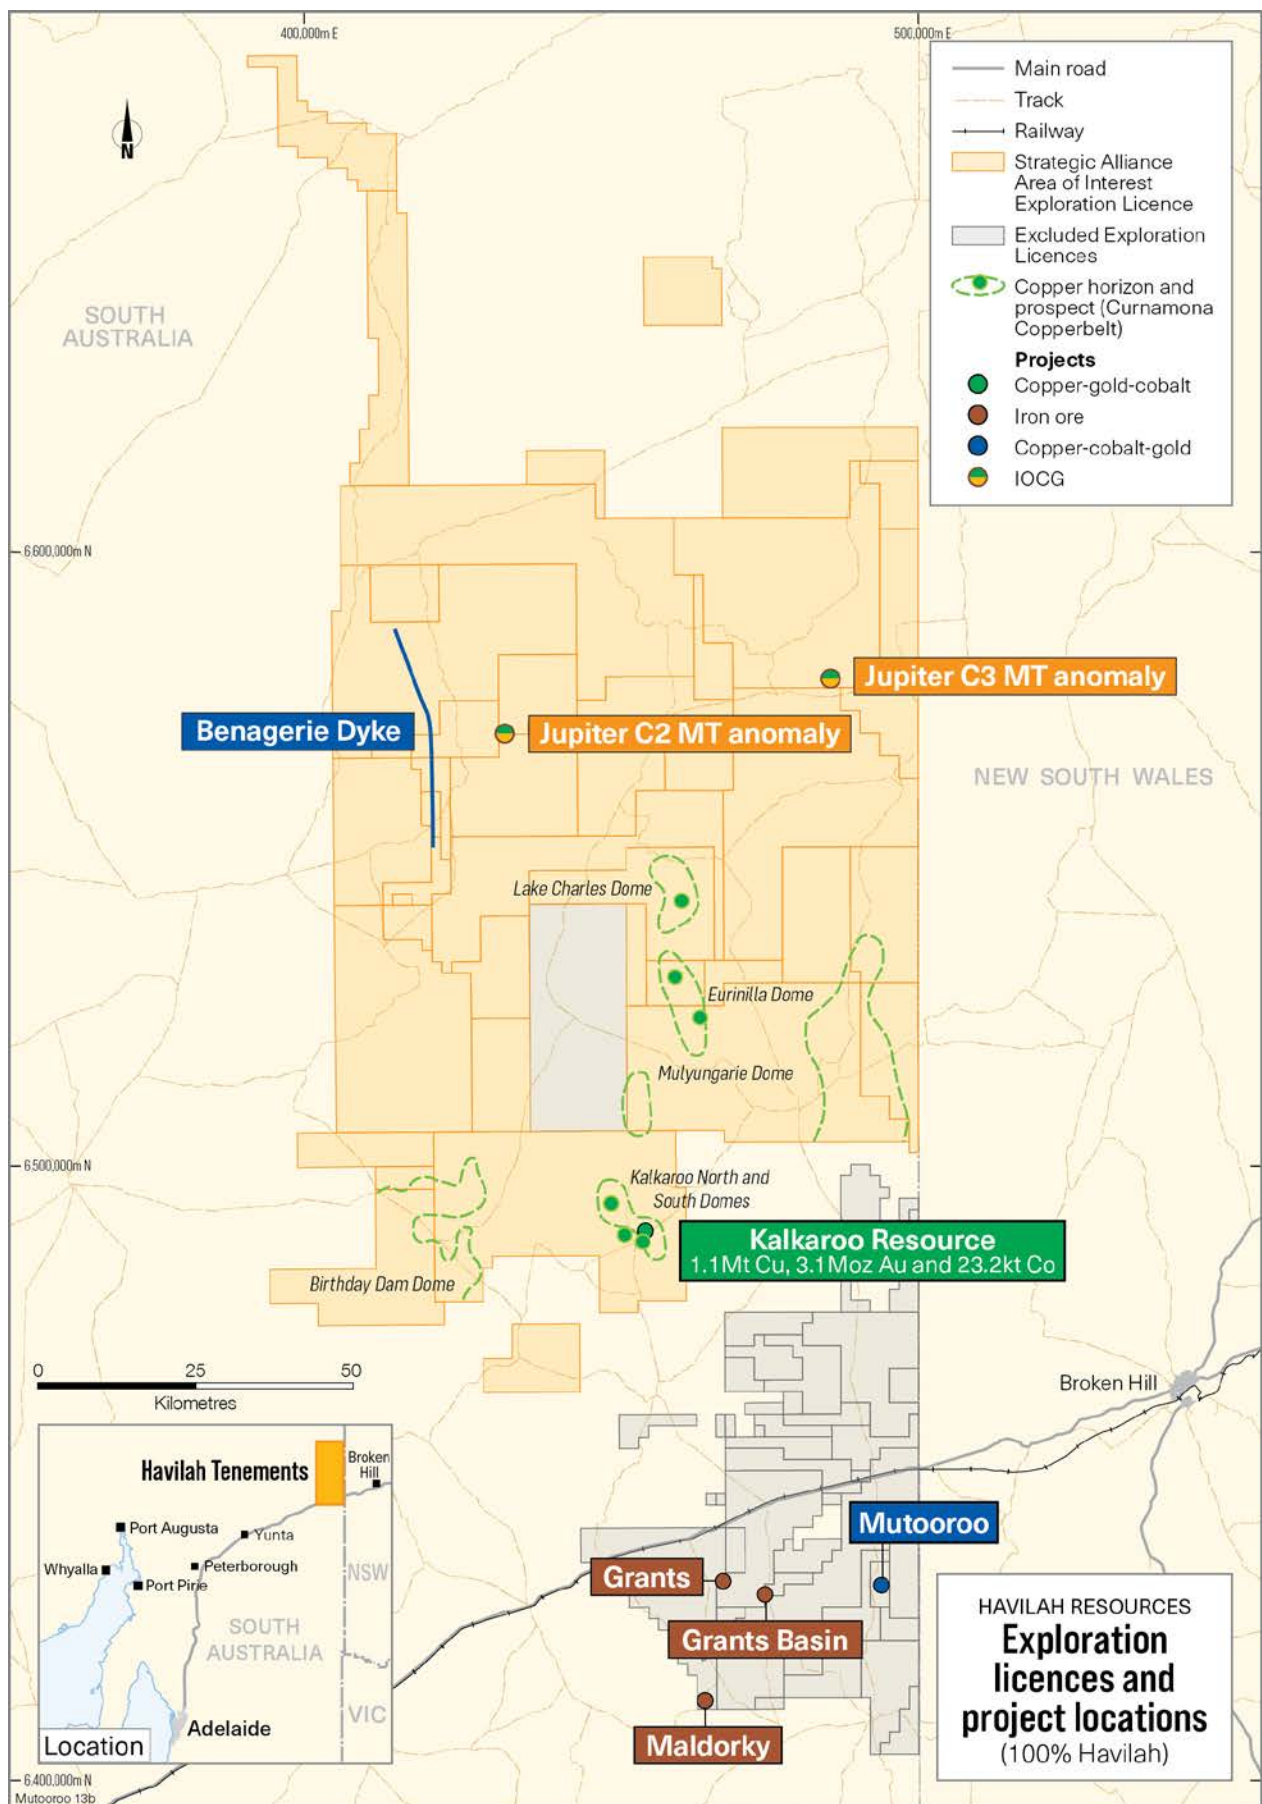 400,000m E
500,000m E
Main road
Track
Railway
Strategic Alliance
Area of Interest
Exploration Licence
Excluded Exploration
Licences
Copper horizon and
prospect (Curnamona
Copperbelt)
Projects
Copper-gold-cobalt
Iron ore
Copper-cobalt-gold
IOCG
N
SOUTH
AUSTRALIA
6,600,000m N
Jupiter C3 MT anomaly
Benagerie Dyke
Jupiter C2 MT anomaly
NEW SOUTH WALES
Lake Charles Dome
Eurinilla Dome
Mulyungarie Dome
6,500,000m N
Kalkaroo North and
South Domes
Kalkaroo Resource
1.1Mt Cu, 3.1Moz Au and 23.2kt Co
Birthday Dam Dome
0 25 50
Kilometres
Broken Hill
Havilah Tenements
Broken
Hill
Port Augusta
Yunta
Whyalla
Peterborough
Port Pirie
NSW
SOUTH
AUSTRALIA
VIC
Adelaide
Location
Mutooroo
Grants
Grants Basin
Maldorky
HAVILAH RESOURCES
Exploration
licences and
project locations
(100% Havilah)
6,400,000m N
Mutooroo 13b